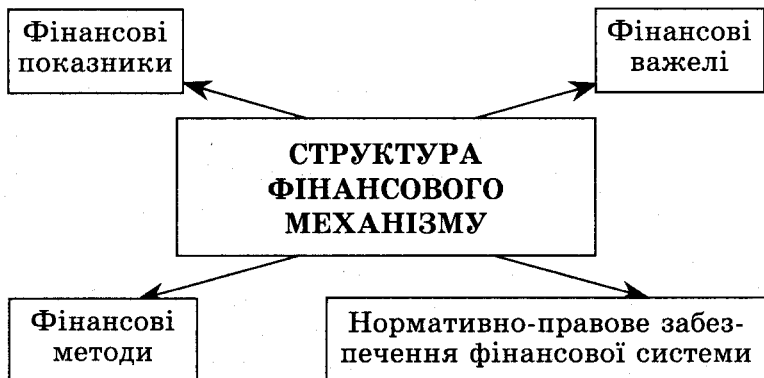 Фінансові
показники
Фінансові
важелі
СТРУКТУРА
ФІНАНСОВОГО
МЕХАНІЗМУ
Фінансові
методи
Нормативно-правове забез-
печення фінансової системи